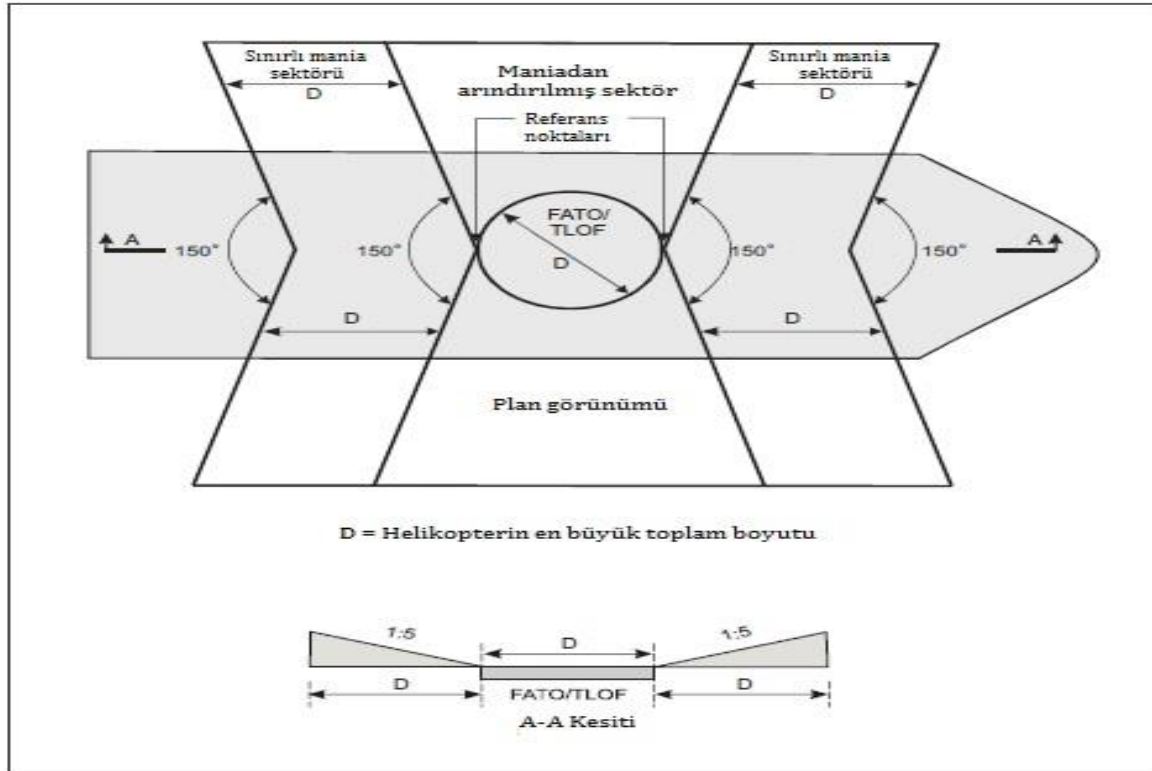 Sınırlı mania
sektörü
D
Maniadan
arındırılmış sektör
Sınırlı mania
sektörü
D
Referans
noktaları
A
150°
150°
FATO/
TLOF
D
150°
150°
A
D
D
Plan görünümü
D = Helikopterin en büyük toplam boyutu
1:5
D
1:5
D
FATO/TLOF
D
A-A Kesiti